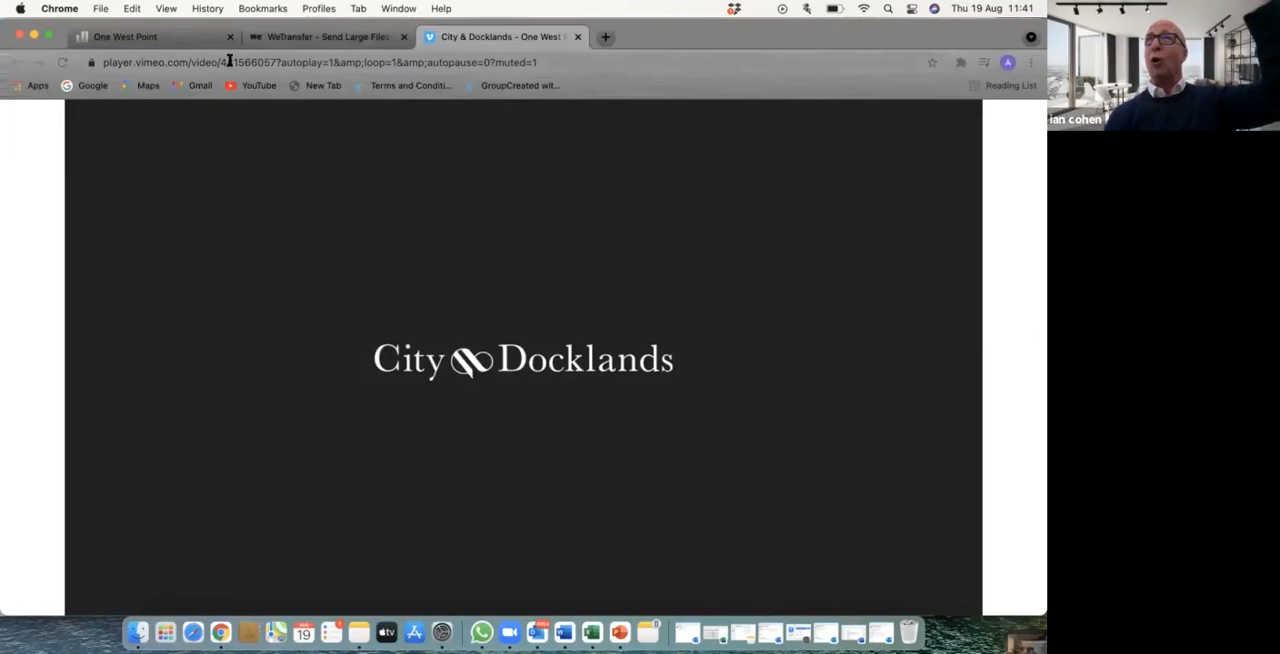 Chrome File Edit View History Bookmarks Profiles Tab Window Help Thu 19 Aug 11:41
One West Point WeTransfer - Send Large Files City & Docklands - One West
player.vimeo.com/video/4 1566057?autoplay=1&amp;loop=1&amp;autopause=0?muted=1 A
Apps Google Maps Gmail YouTube New Tab Terms and Conditi... GroupCreated wit... Reading List
ian cohen
City Docklands
19